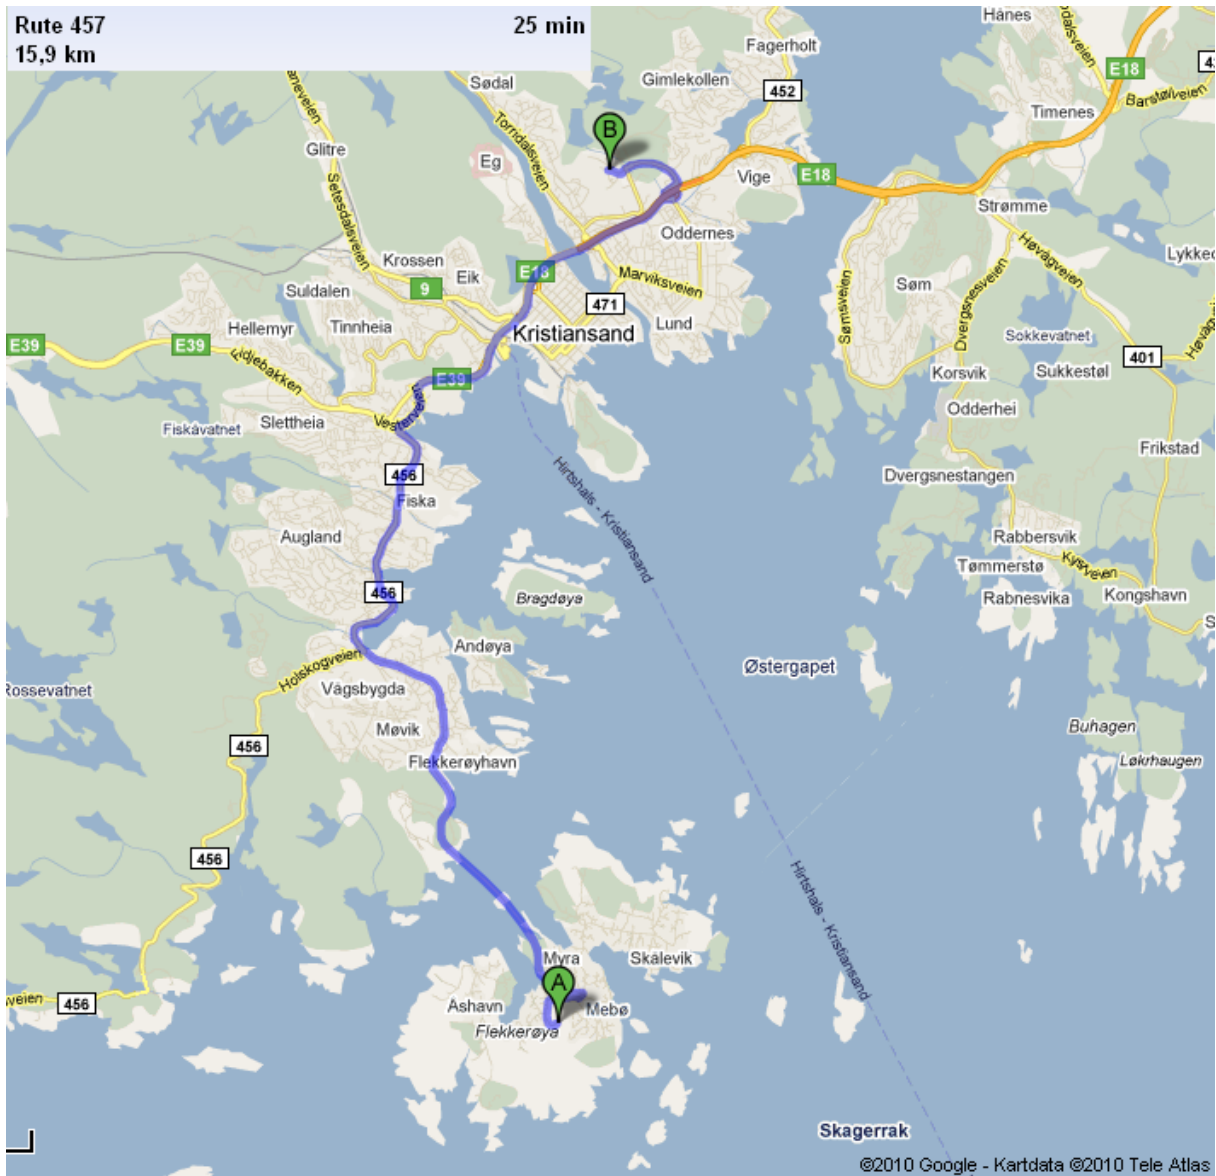 Rute 457
25 min
15,9 km
Hånes
Fagerholt
Sødal
Gimlekollen
E18
452
Barstølveien
Timenes
Torridalsveien
B
Glitre
Eg
Vige
E18
Setesdalsveien
Strømme
Oddernes
Høvågveien
Krossen
Eik
E18
Marviksveien
Lykked
9
Suldalen
471
Sømsveien
Søm
Dvergsnesveien
Hellemyr
Tinnheia
Kristiansand
Lund
Sokkevatnet
E39
E39
401
Korsvik
Sukkestøl
E39
Odderhei
Slettheia
Fiskåvatnet
Frikstad
456
Fiska
Hirtshals - Kristiansand
Dvergsnestangen
Augland
Rabbersvik
Tømmerstø
Kystveien
456
Bragdøya
Rabnesvika
Kongshavn
Andøya
Holskogveien
Østergapet
Rossevatnet
Vågsbygda
Møvik
Buhagen
456
Flekkerøyhavn
Løkrhaugen
456
Hirtshals - Kristiansand
Myra
Skålevik
A
456
Åshavn
Mebø
Flekkerøya
Skagerrak
©2010 Google - Kartdata ©2010 Tele Atlas